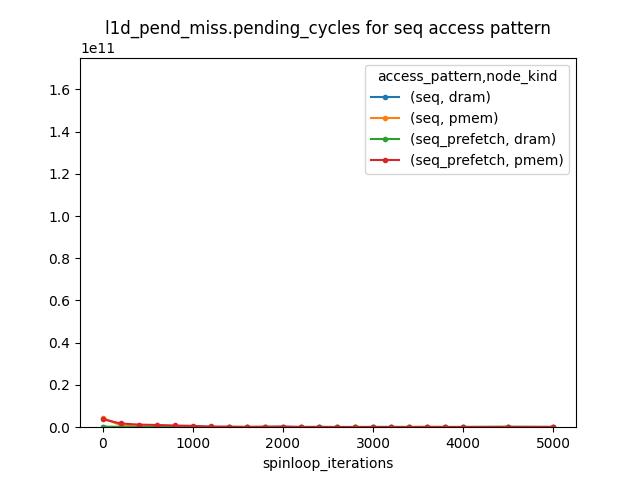 l1d_pend_miss.pending_cycles for seq access pattern
1e11
access_pattern,node_kind
(seq, dram)
(seq, pmem)
(seq_prefetch, dram)
(seq_prefetch, pmem)
1.6
1.4
1.2
1.0
0.8
0.6
0.4
0.2
0.0
0 1000 2000 3000 4000 5000
spinloop_iterations